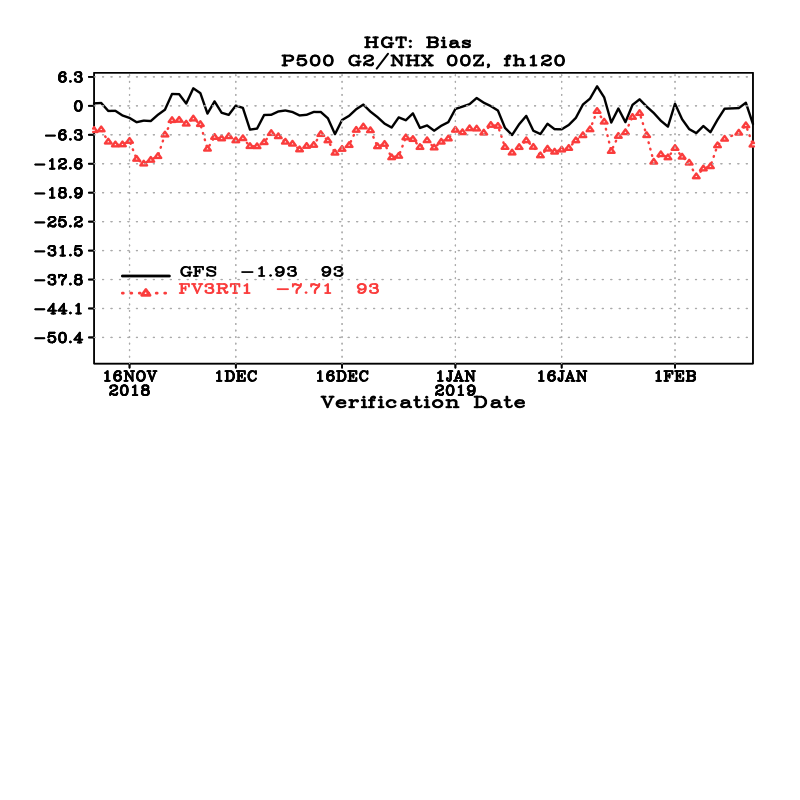 HGT: Bias
P500 G2/NHX 00Z, fh120
6.3
0
−6.3
−12.6
−18.9
−25.2
−31.5
−37.8
−44.1
−50.4
GFS −1.93 93
FV3RT1 −7.71 93
16NOV 1DEC 16DEC 1JAN 16JAN 1FEB
2018 2019
Verification Date